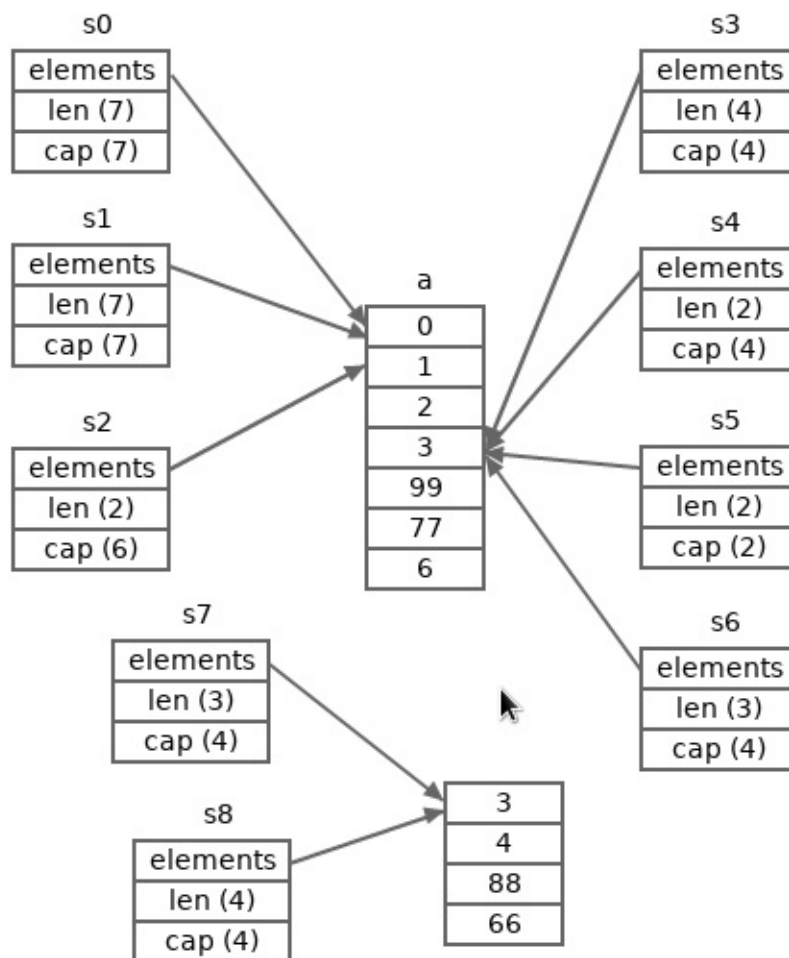 s0
elements
len (7)
cap (7)
s1
elements
len (7)
cap (7)
s2
elements
len (2)
cap (6)
a
0
1
2
3
99
77
6
s3
elements
len (4)
cap (4)
s4
elements
len (2)
cap (4)
s5
elements
len (2)
cap (2)
s6
elements
len (3)
cap (4)
s7
elements
len (3)
cap (4)
s8
elements
len (4)
cap (4)
3
4
88
66